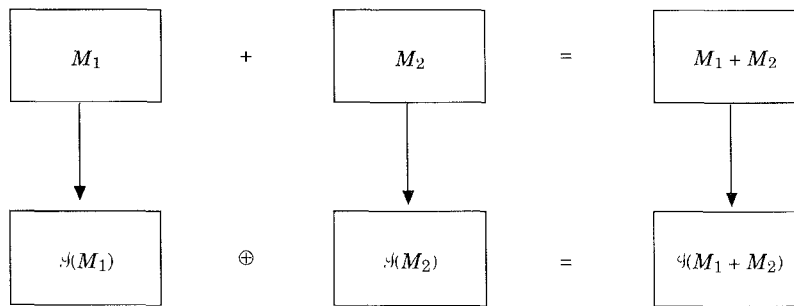 M₁ + M₂ = M₁ + M₂
𝓘(M₁) ⊕ 𝓘(M₂) = 𝓘(M₁ + M₂)